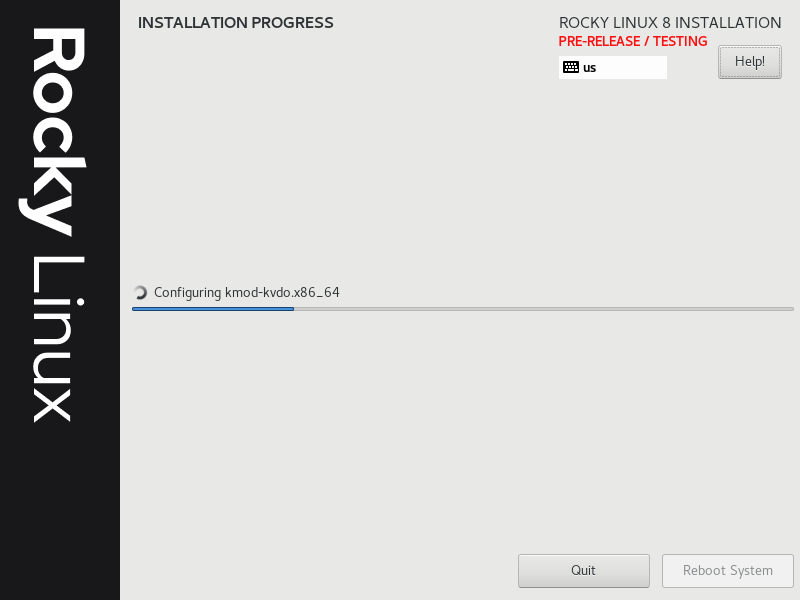 Rocky Linux
INSTALLATION PROGRESS
ROCKY LINUX 8 INSTALLATION
PRE-RELEASE / TESTING
us
Help!
Configuring kmod-kvdo.x86_64
Quit
Reboot System